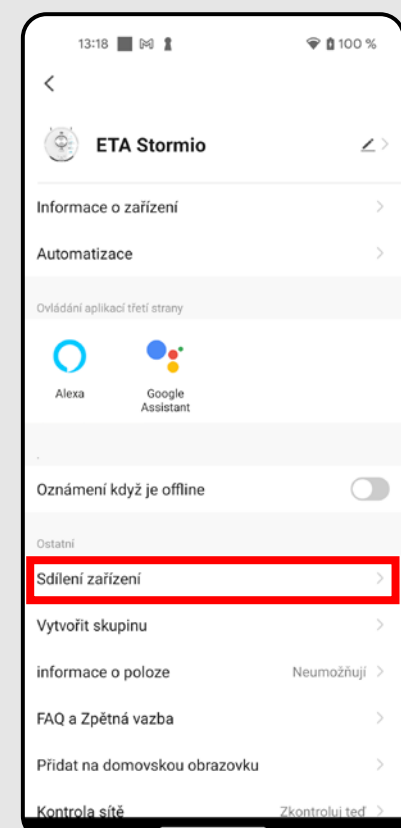 13:18 100 %
ETA Stormio
Informace o zařízení
Automatizace
Ovládání aplikací třetí strany
Alexa
Google
Assistant
.
Oznámení když je offline
Ostatní
Sdílení zařízení
Vytvořit skupinu
informace o poloze Neumožňují
FAQ a Zpětná vazba
Přidat na domovskou obrazovku
Kontrola sítě Zkontroluj teď